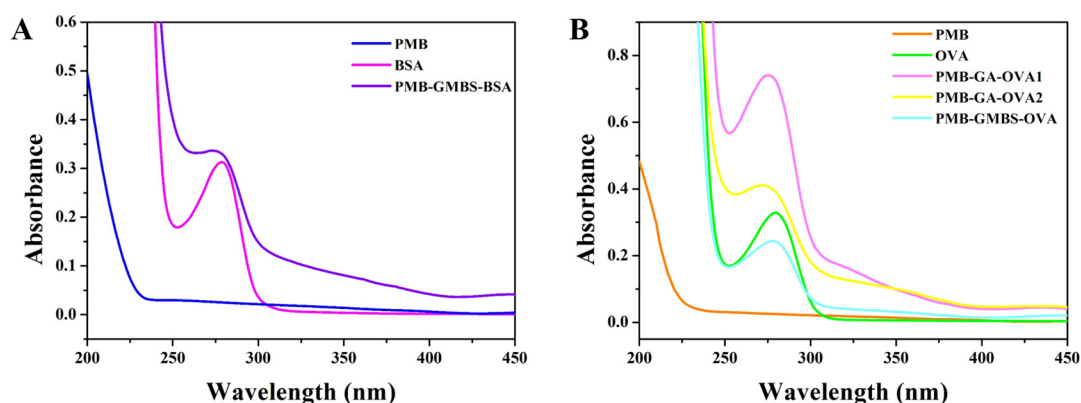 A
0.6
0.5
0.4
0.3
0.2
0.1
0.0
Absorbance
PMB
BSA
PMB-GMBS-BSA
200 250 300 350 400 450
Wavelength (nm)
B
0.8
0.6
0.4
0.2
0.0
Absorbance
PMB
OVA
PMB-GA-OVA1
PMB-GA-OVA2
PMB-GMBS-OVA
200 250 300 350 400 450
Wavelength (nm)